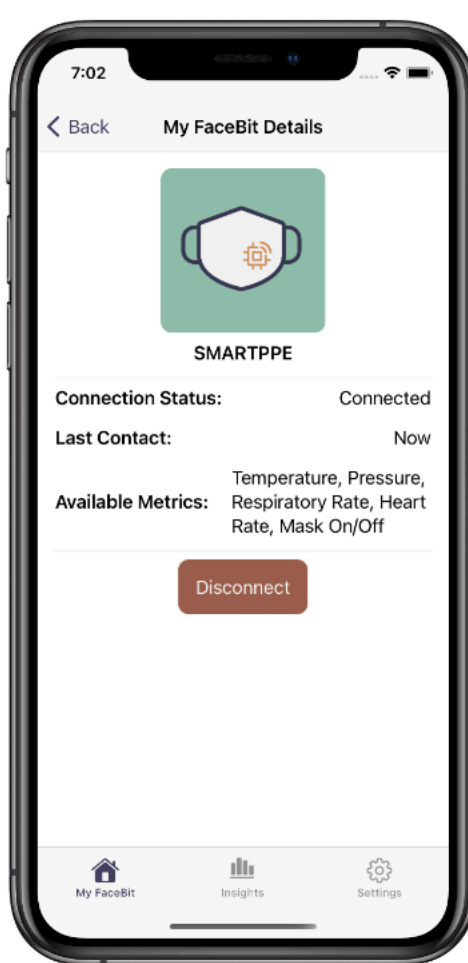 7:02
Back
My FaceBit Details
SMARTPPE
Connection Status: Connected
Last Contact: Now
Available Metrics: Temperature, Pressure,
Respiratory Rate, Heart
Rate, Mask On/Off
Disconnect
My FaceBit
Insights
Settings